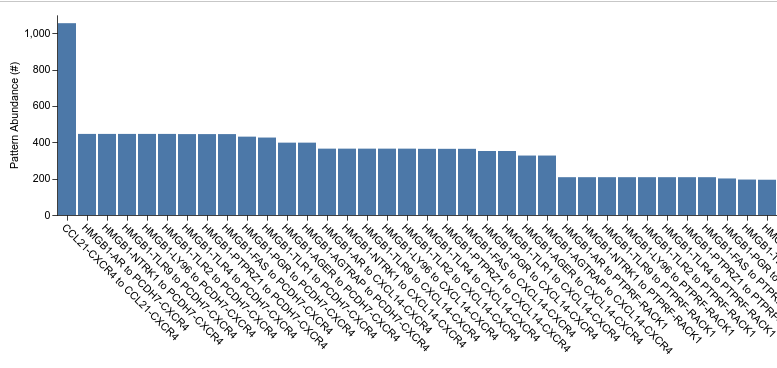 Pattern Abundance (#)
1,000
800
600
400
200
0
CCL21-CXCR4 to CCL21-CXCR4
HMGB1-AR to PCDH7-CXCR4
HMGB1-NTRK1 to PCDH7-CXCR4
HMGB1-TLR9 to PCDH7-CXCR4
HMGB1-LY96 to PCDH7-CXCR4
HMGB1-TLR2 to PCDH7-CXCR4
HMGB1-TLR4 to PCDH7-CXCR4
HMGB1-PTPRZ1 to PCDH7-CXCR4
HMGB1-FAS to PCDH7-CXCR4
HMGB1-PGR to PCDH7-CXCR4
HMGB1-TLR1 to PCDH7-CXCR4
HMGB1-AGER to PCDH7-CXCR4
HMGB1-AGTRAP to PCDH7-CXCR4
HMGB1-AR to CXCL14-CXCR4
HMGB1-NTRK1 to CXCL14-CXCR4
HMGB1-TLR9 to CXCL14-CXCR4
HMGB1-LY96 to CXCL14-CXCR4
HMGB1-TLR2 to CXCL14-CXCR4
HMGB1-TLR4 to CXCL14-CXCR4
HMGB1-PTPRZ1 to CXCL14-CXCR4
HMGB1-FAS to CXCL14-CXCR4
HMGB1-PGR to CXCL14-CXCR4
HMGB1-TLR1 to CXCL14-CXCR4
HMGB1-AGER to CXCL14-CXCR4
HMGB1-AGTRAP to CXCL14-CXCR4
HMGB1-AR to PTPRF-RACK1
HMGB1-NTRK1 to PTPRF-RACK1
HMGB1-TLR9 to PTPRF-RACK1
HMGB1-LY96 to PTPRF-RACK1
HMGB1-TLR2 to PTPRF-RACK1
HMGB1-TLR4 to PTPRF-RACK1
HMGB1-PTPRZ1 to
HMGB1-FAS to
HMGB1-PGR to